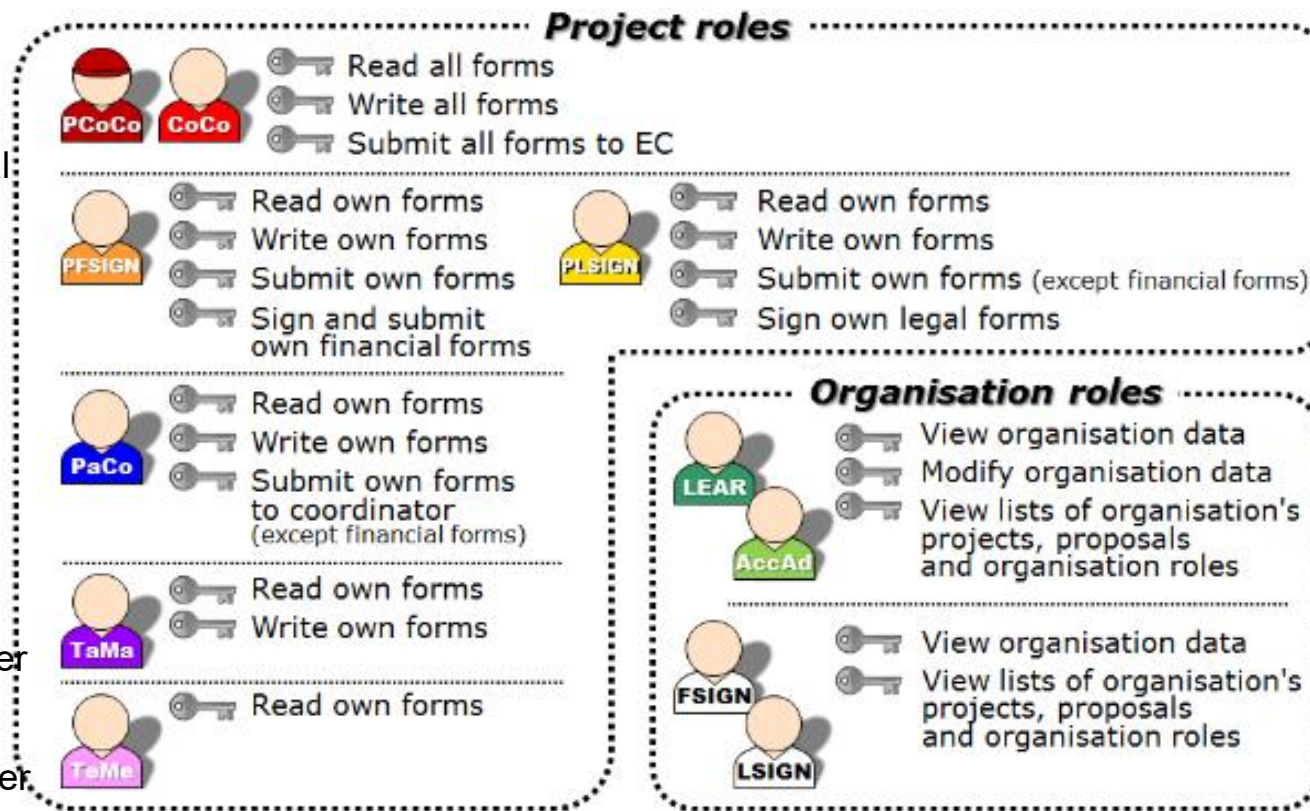 Project roles
PCoCo
CoCo
Read all forms
Write all forms
Submit all forms to EC
al
PFSIGN
Read own forms
Write own forms
Submit own forms
Sign and submit
own financial forms
PLSIGN
Read own forms
Write own forms
Submit own forms (except financial forms)
Sign own legal forms
PaCo
Read own forms
Write own forms
Submit own forms
to coordinator
(except financial forms)
TaMa
Read own forms
Write own forms
er
TeMe
Read own forms
er
Organisation roles
LEAR
AccAd
View organisation data
Modify organisation data
View lists of organisation's
projects, proposals
and organisation roles
FSIGN
LSIGN
View organisation data
View lists of organisation's
projects, proposals
and organisation roles